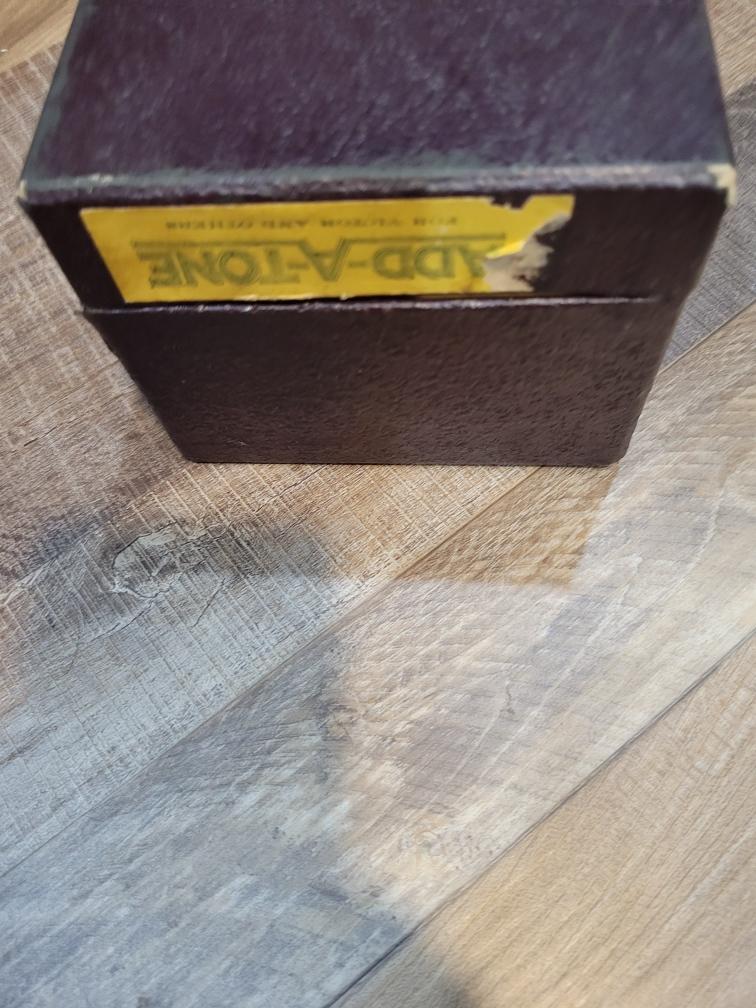 ADD-A-TONE
FOR VICTOR AND OTHERS